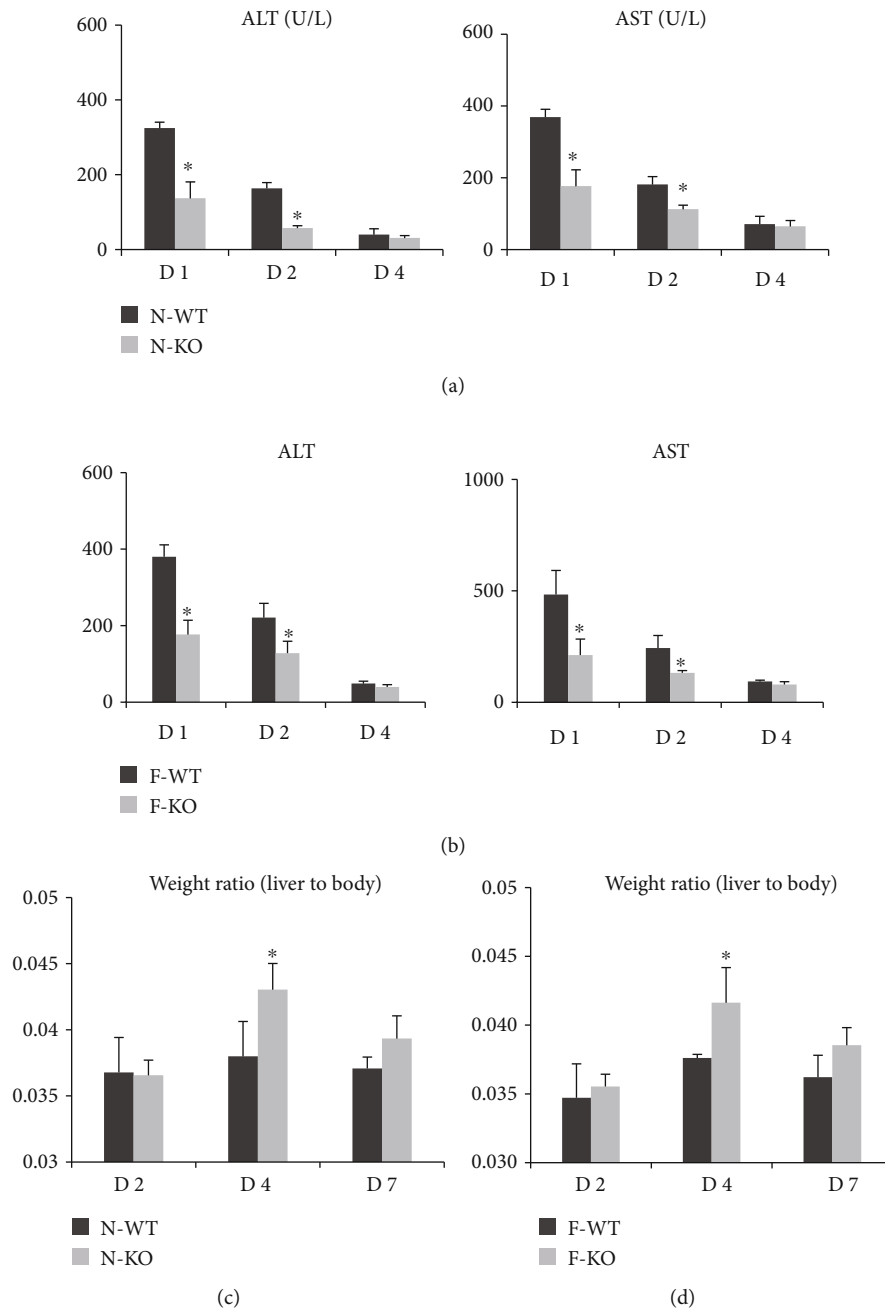 ALT (U/L)
600
400
200
0
*
*
D 1
D 2
D 4
N-WT
N-KO
AST (U/L)
600
400
200
0
*
*
D 1
D 2
D 4
(a)
ALT
600
400
200
0
*
*
D 1
D 2
D 4
F-WT
F-KO
AST
1000
500
0
*
*
D 1
D 2
D 4
(b)
Weight ratio (liver to body)
0.05
0.045
0.04
0.035
0.03
*
D 2
D 4
D 7
N-WT
N-KO
(c)
Weight ratio (liver to body)
0.05
0.045
0.040
0.035
0.030
*
D 2
D 4
D 7
F-WT
F-KO
(d)